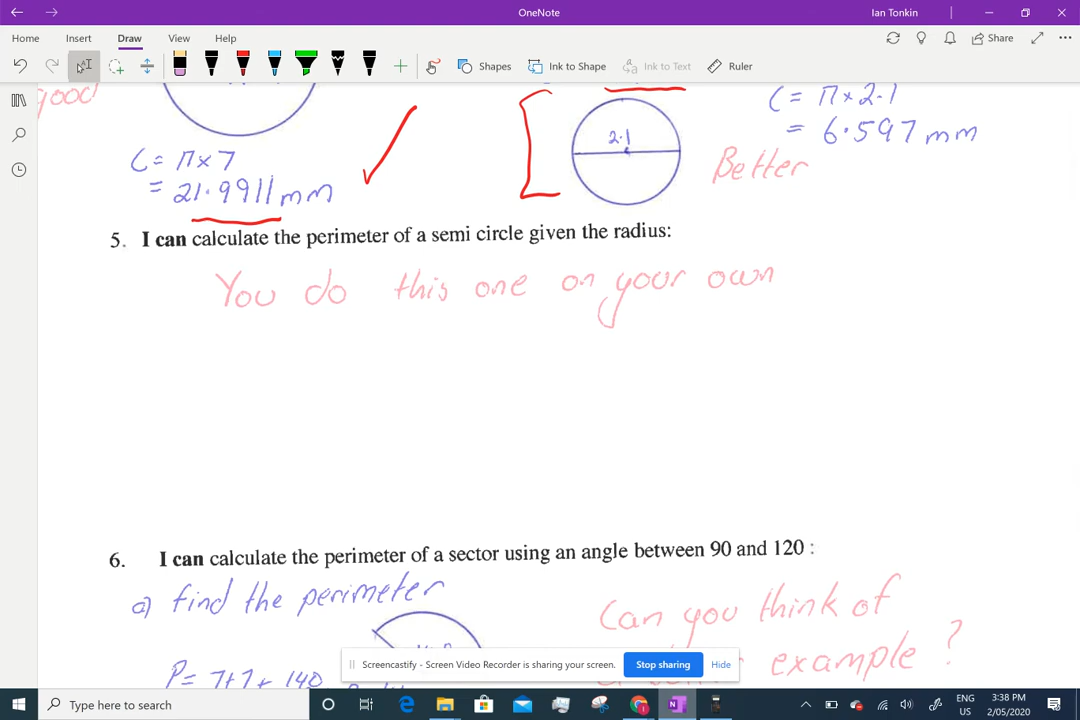 OneNote
Ian Tonkin
Home Insert Draw View Help
Share
Shapes Ink to Shape Ink to Text Ruler
good
C = π x 2.1
= 6.597 mm
2.1
C = π x 7
= 21.9911 mm
Better
5. I can calculate the perimeter of a semi circle given the radius:
You do this one on your own
6. I can calculate the perimeter of a sector using an angle between 90 and 120 :
a) find the perimeter
Can you think of
example ?
P = 7+7+ 140
Screencastify - Screen Video Recorder is sharing your screen. Stop sharing Hide
Type here to search
ENG
US
3:38 PM
2/05/2020